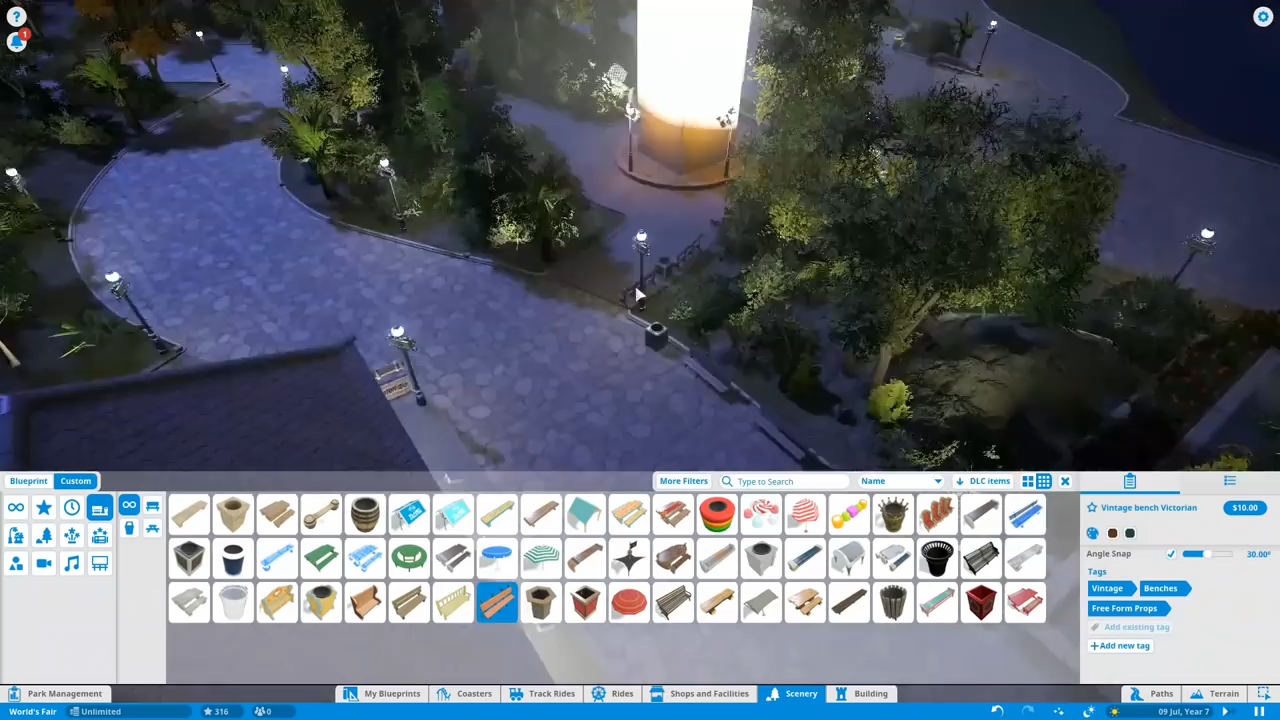 ?
1
Blueprint
Custom
More Filters
Type to Search
Name
DLC items
Vintage bench Victorian
$10.00
Angle Snap
30.00°
Tags
Vintage
Benches
Free Form Props
Add existing tag
+Add new tag
Park Management
My Blueprints
Coasters
Track Rides
Rides
Shops and Facilities
Scenery
Building
Paths
Terrain
World's Fair
Unlimited
316
0
09 Jul, Year 7